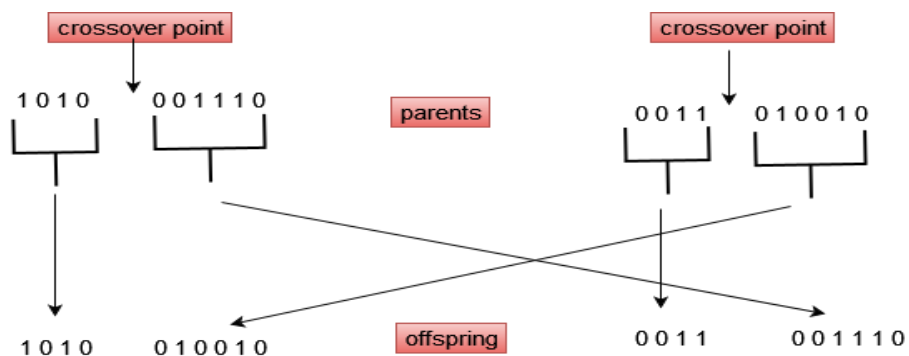 crossover point crossover point
1 0 1 0 0 0 1 1 1 0 parents 0 0 1 1 0 1 0 0 1 0
1 0 1 0 0 1 0 0 1 0 offspring 0 0 1 1 0 0 1 1 1 0